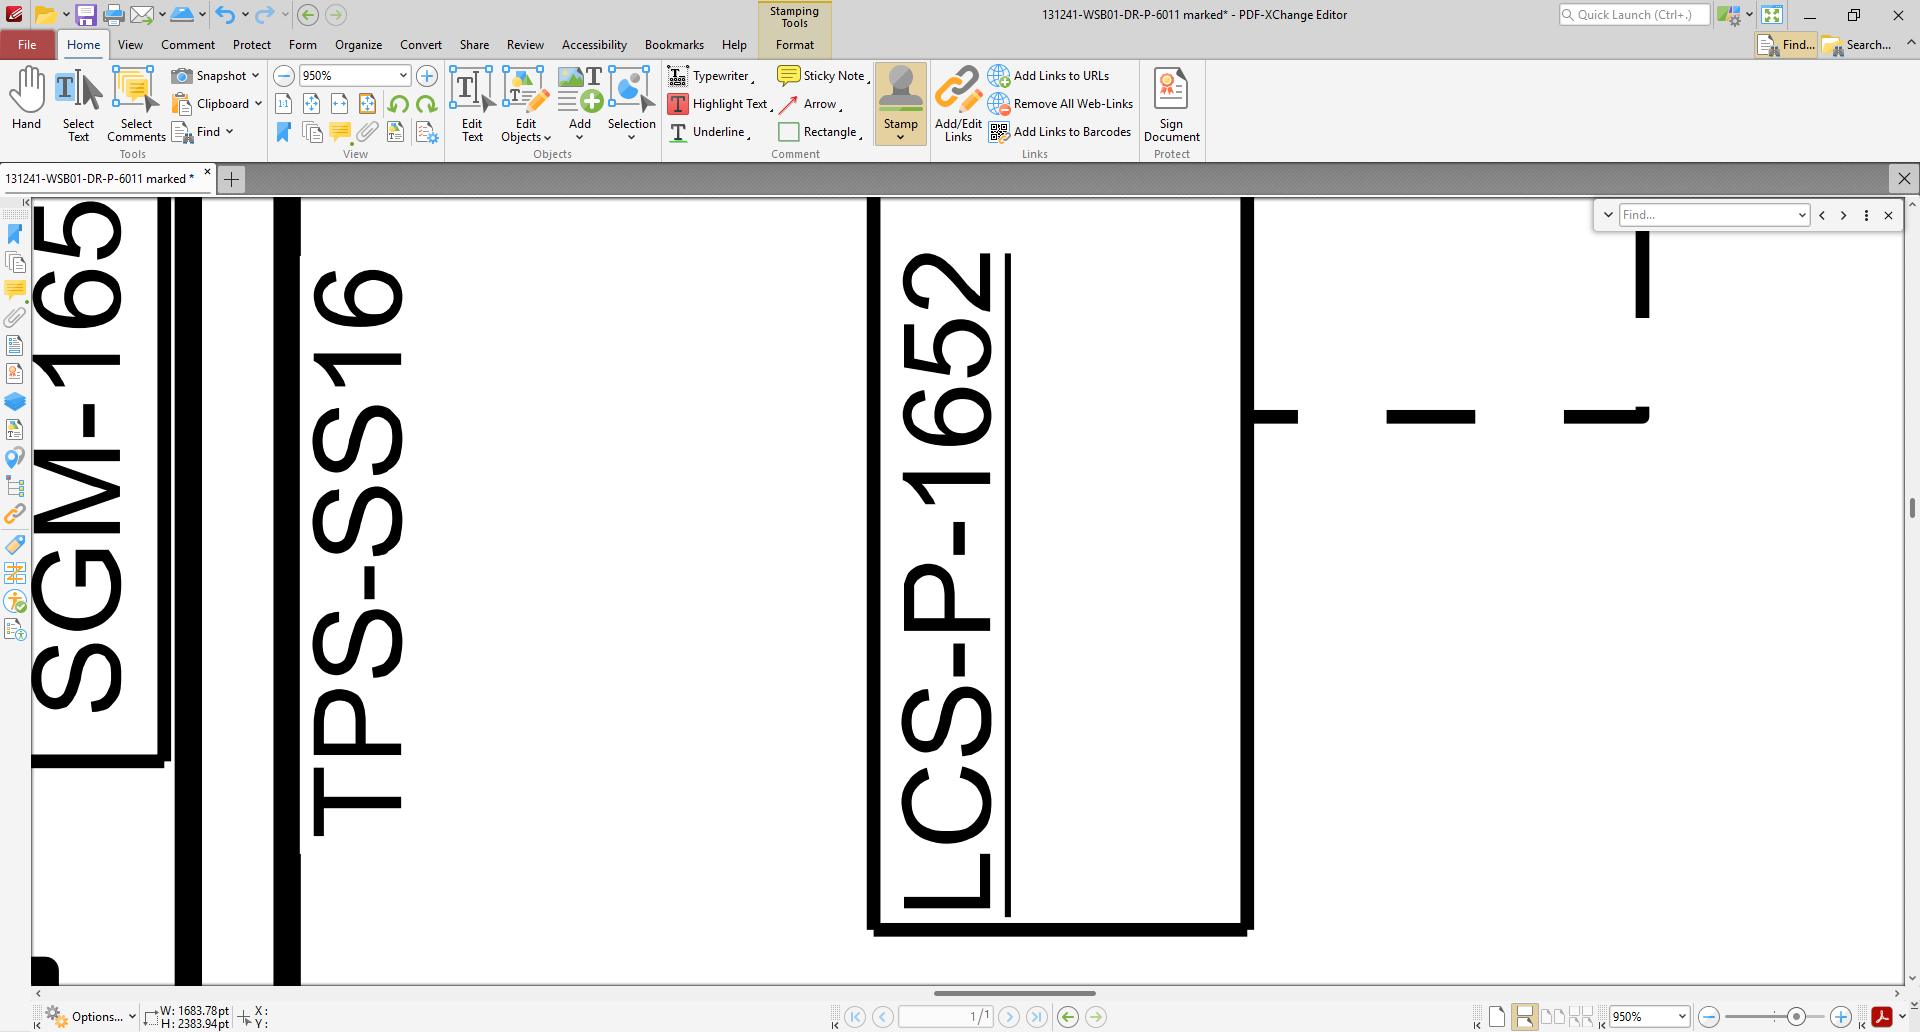 131241-WSB01-DR-P-6011 marked* - PDF-XChange Editor
Stamping Tools
Quick Launch (Ctrl+.)
File Home View Comment Protect Form Organize Convert Share Review Accessibility Bookmarks Help Format
Find... Search...
Hand
Select Text
Select Comments
Snapshot
Clipboard
Find
Tools
950%
1:1
View
Edit Text
Edit Objects
Add
Selection
Objects
Typewriter
Highlight Text
Underline
Sticky Note
Arrow
Rectangle
Stamp
Comment
Add/Edit Links
Add Links to URLs
Remove All Web-Links
Add Links to Barcodes
Links
Sign Document
Protect
131241-WSB01-DR-P-6011 marked *
Find...
SGM-165
TPS-SS16
LCS-P-1652
Options...
W: 1683.78pt
H: 2383.94pt
X :
Y :
1/1
950%